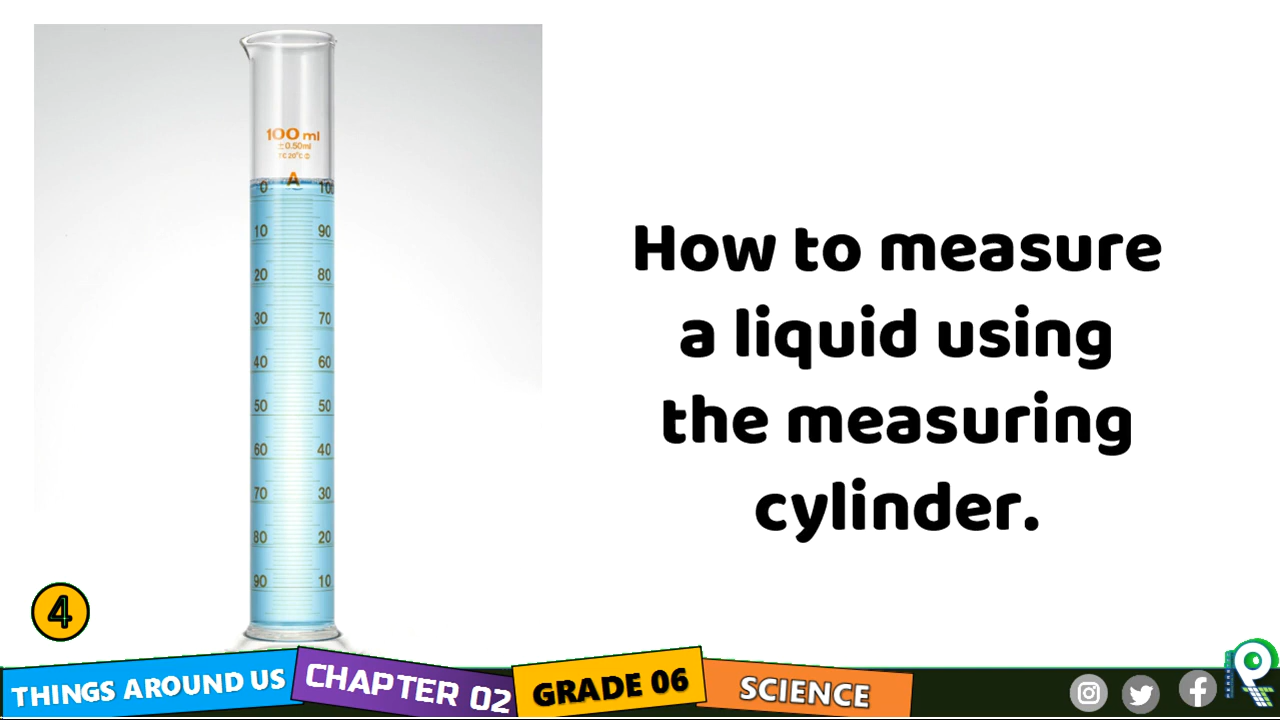 100 ml
±0.50ml
A
0 100
10 90
20 80
30 70
40 60
50 50
60 40
70 30
80 20
90 10
How to measure
a liquid using
the measuring
cylinder.
4
THINGS AROUND US
CHAPTER 02
GRADE 06
SCIENCE